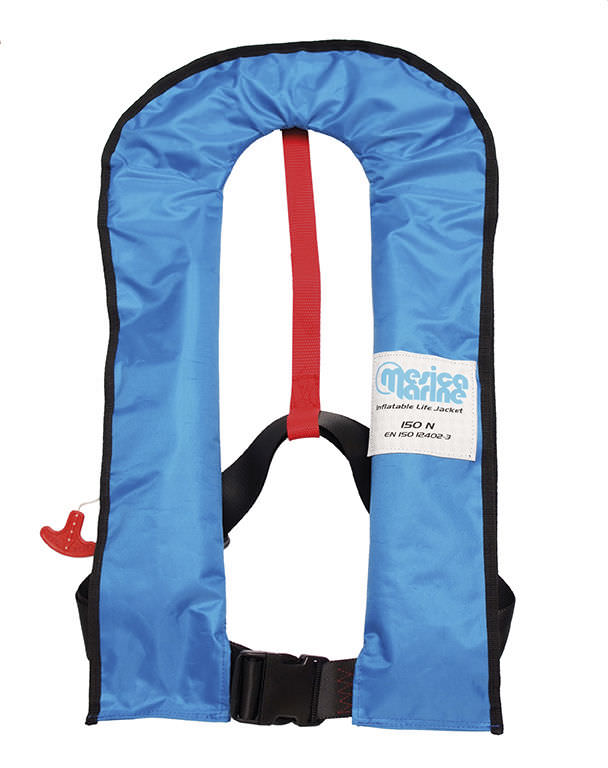 Mesica
Marine
Inflatable Life Jacket
150 N
EN ISO 12402-3